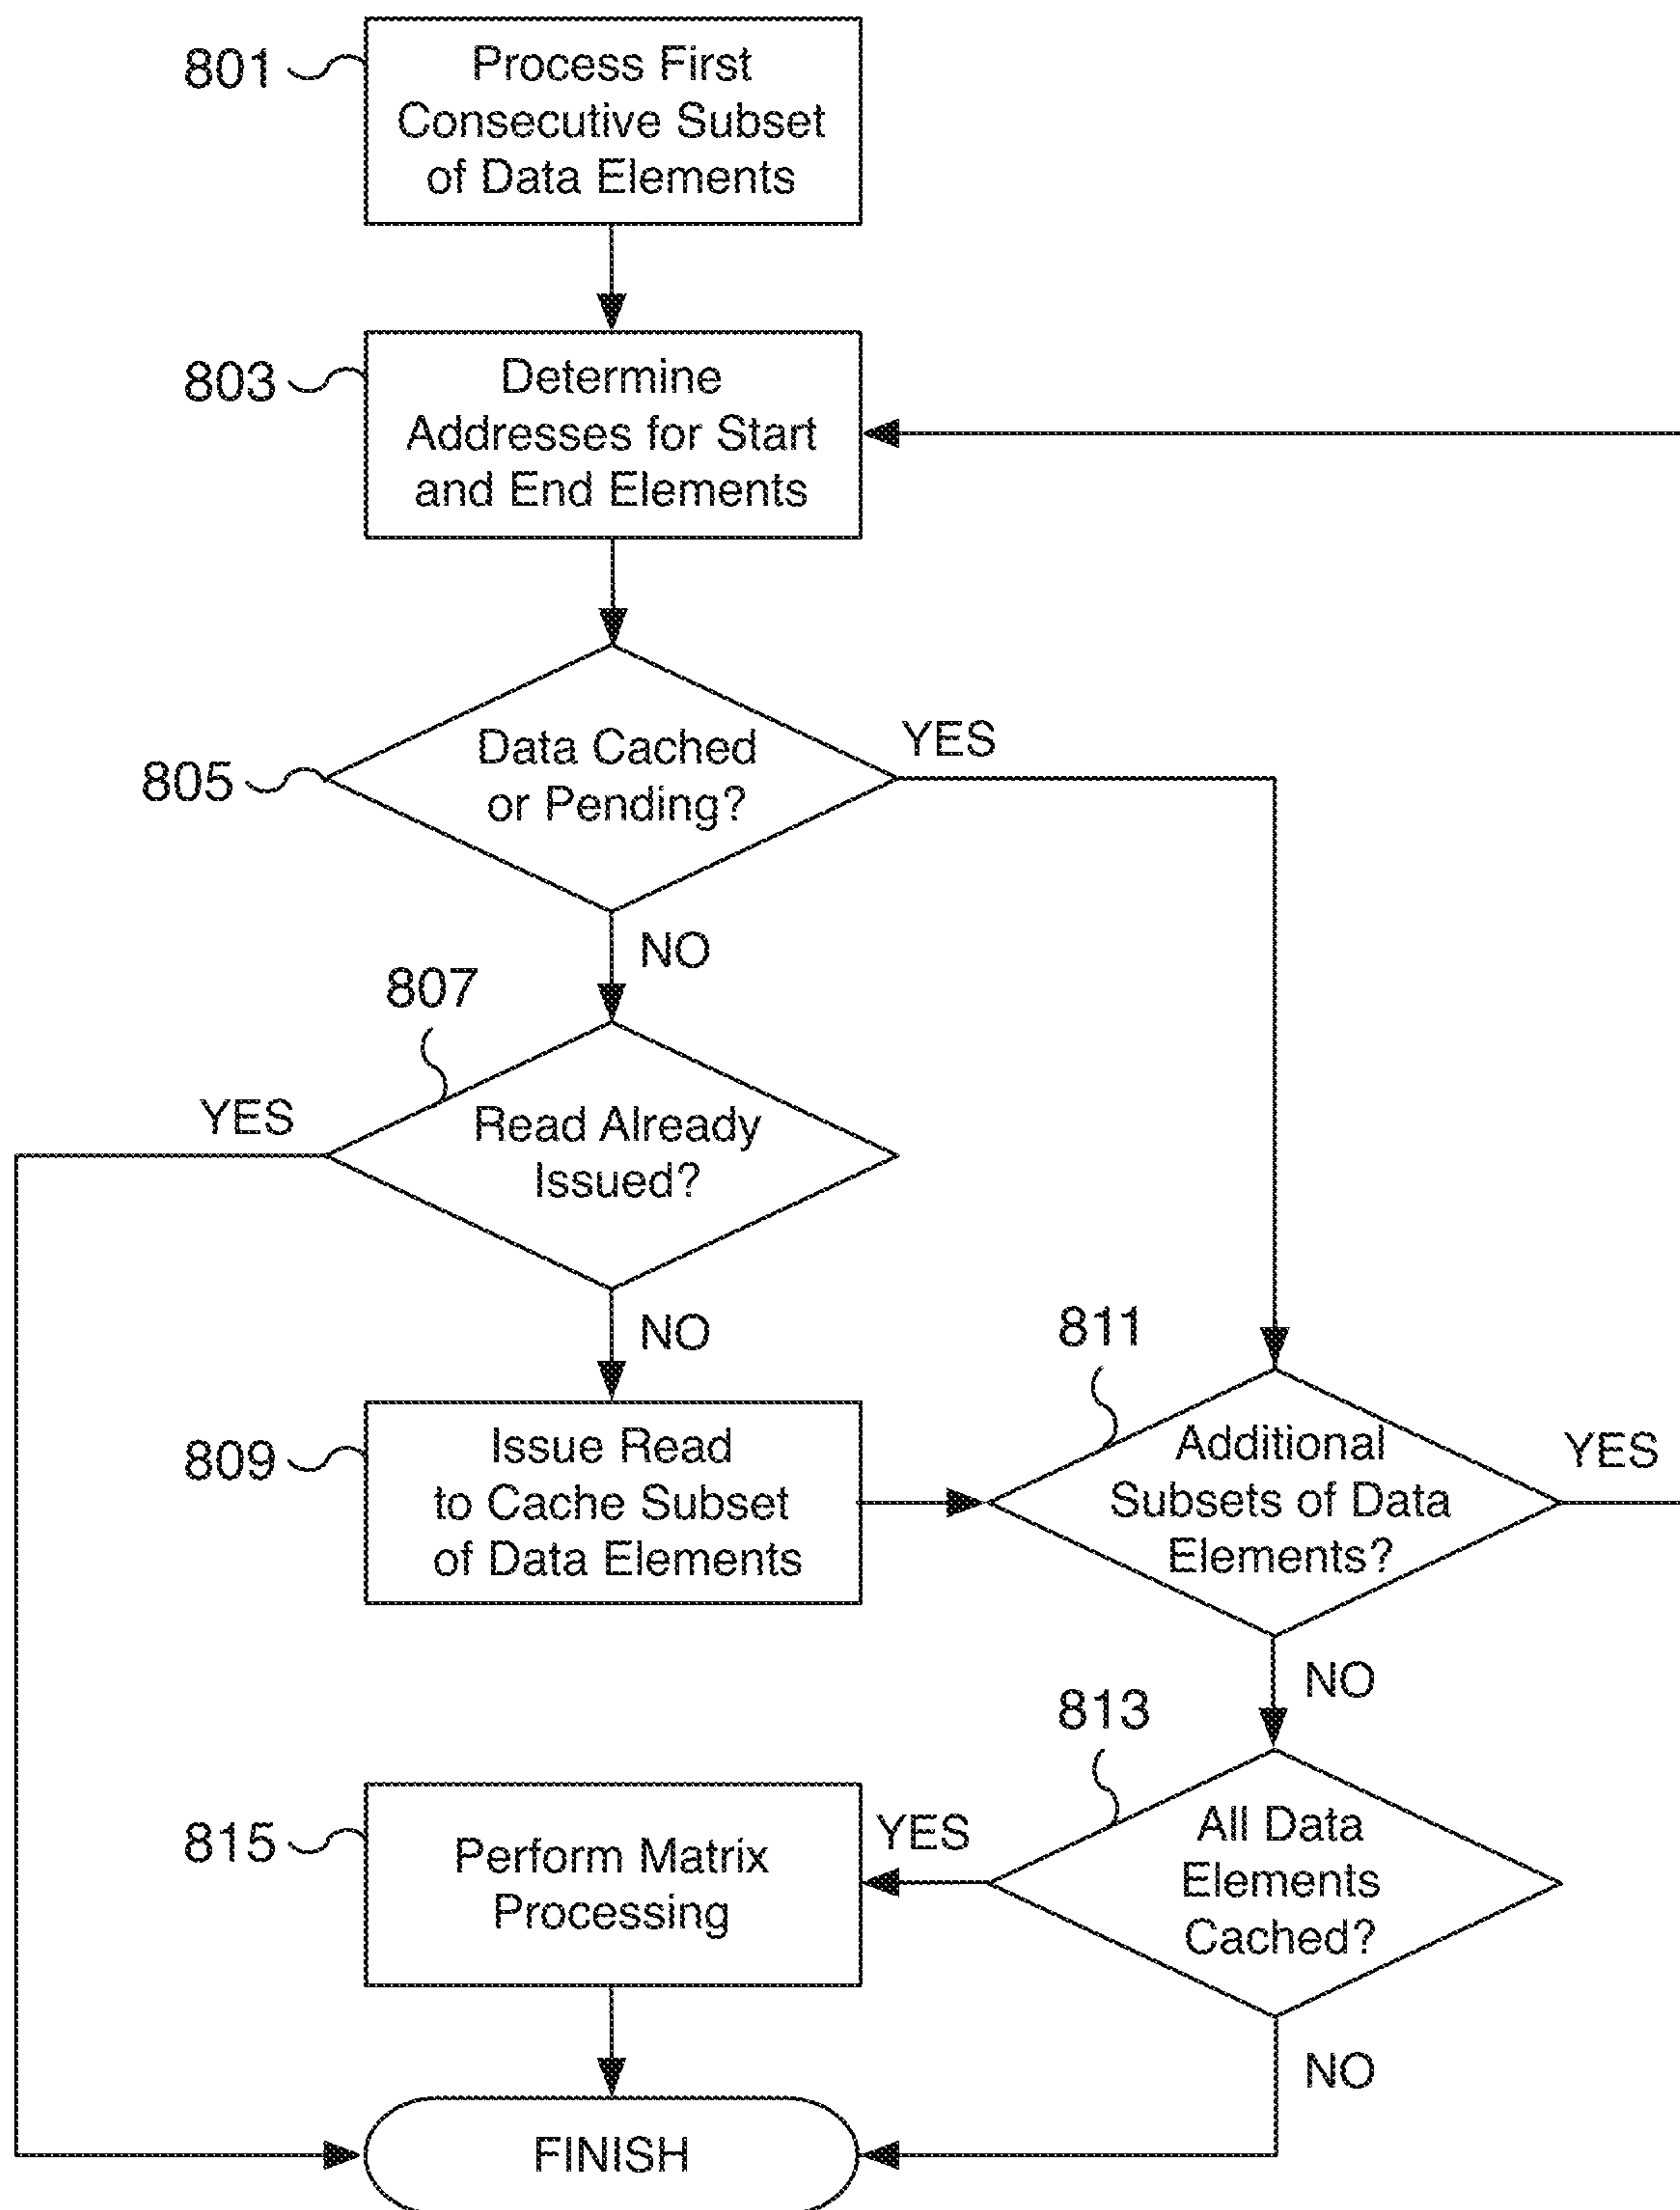 801
Process First
Consecutive Subset
of Data Elements
803
Determine
Addresses for Start
and End Elements
805
Data Cached
or Pending?
YES
NO
807
YES
Read Already
Issued?
NO
809
Issue Read
to Cache Subset
of Data Elements
811
Additional
Subsets of Data
Elements?
YES
NO
813
All Data
Elements
Cached?
YES
815
Perform Matrix
Processing
NO
FINISH